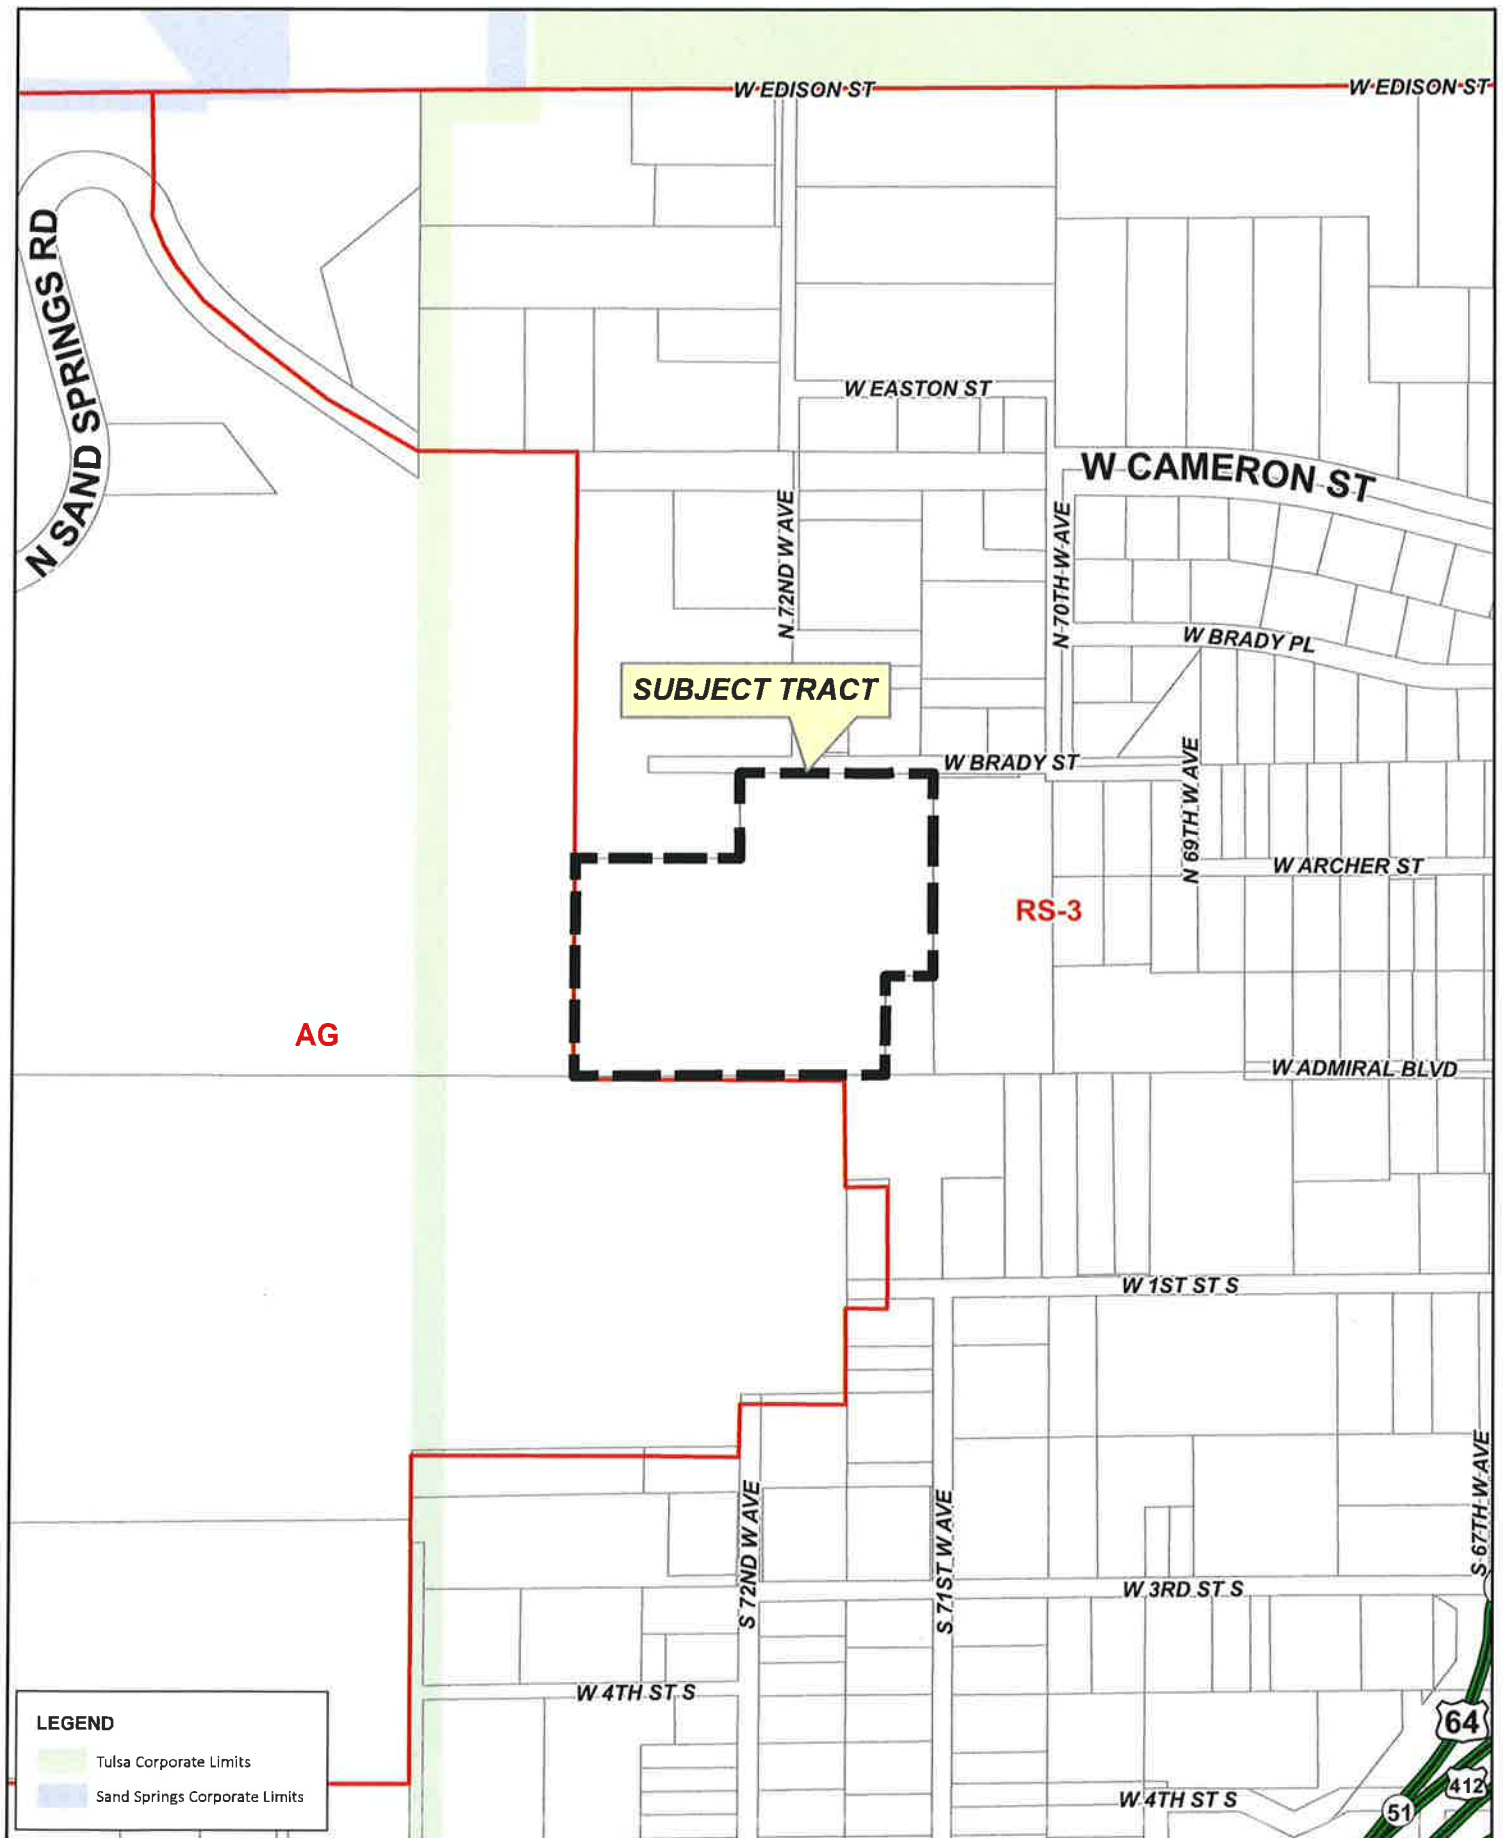 W EDISON ST
W EDISON ST
N SAND SPRINGS RD
W EASTON ST
W CAMERON ST
N 72ND W AVE
N 70TH W AVE
W BRADY PL
SUBJECT TRACT
W BRADY ST
N 69TH W AVE
W ARCHER ST
RS-3
AG
W ADMIRAL BLVD
W 1ST ST S
S 67TH W AVE
S 72ND W AVE
S 71ST W AVE
W 3RD ST S
W 4TH ST S
64
412
W 4TH ST S
51
LEGEND
Tulsa Corporate Limits
Sand Springs Corporate Limits